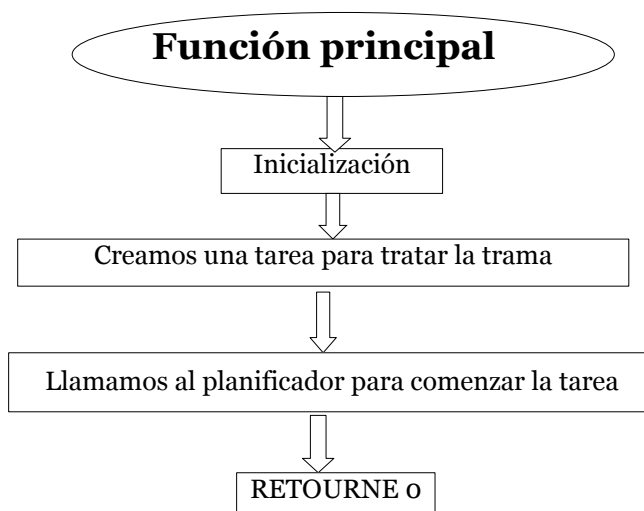 Función principal
Inicialización
Creamos una tarea para tratar la trama
Llamamos al planificador para comenzar la tarea
RETOURNE 0